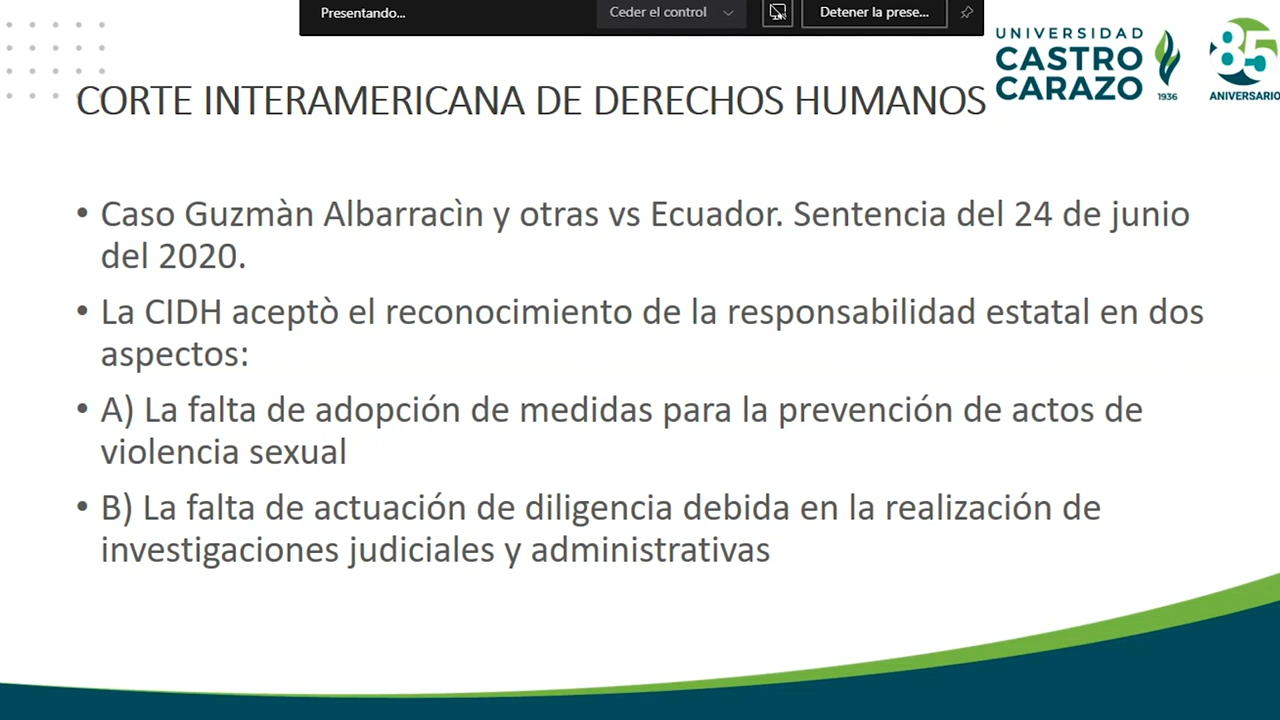 Presentando...
Ceder el control
Detener la prese...
UNIVERSIDAD
CASTRO
CARAZO
1936
85
ANIVERSARIO
CORTE INTERAMERICANA DE DERECHOS HUMANOS
• Caso Guzmàn Albarracìn y otras vs Ecuador. Sentencia del 24 de junio
del 2020.
• La CIDH aceptò el reconocimiento de la responsabilidad estatal en dos
aspectos:
• A) La falta de adopción de medidas para la prevención de actos de
violencia sexual
• B) La falta de actuación de diligencia debida en la realización de
investigaciones judiciales y administrativas